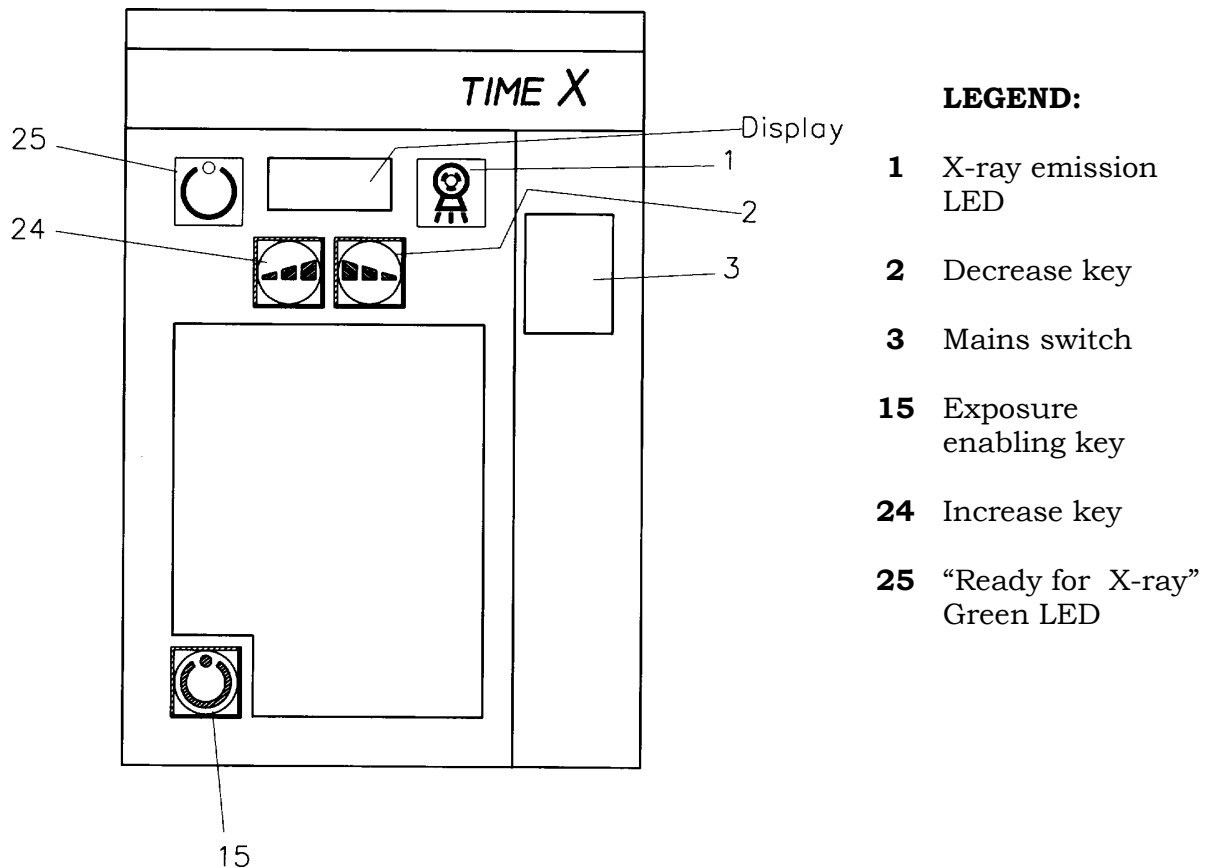 TIME X
Display
25
1
2
24
3
15
LEGEND:
1 X-ray emission
LED
2 Decrease key
3 Mains switch
15 Exposure
enabling key
24 Increase key
25 “Ready for X-ray”
Green LED